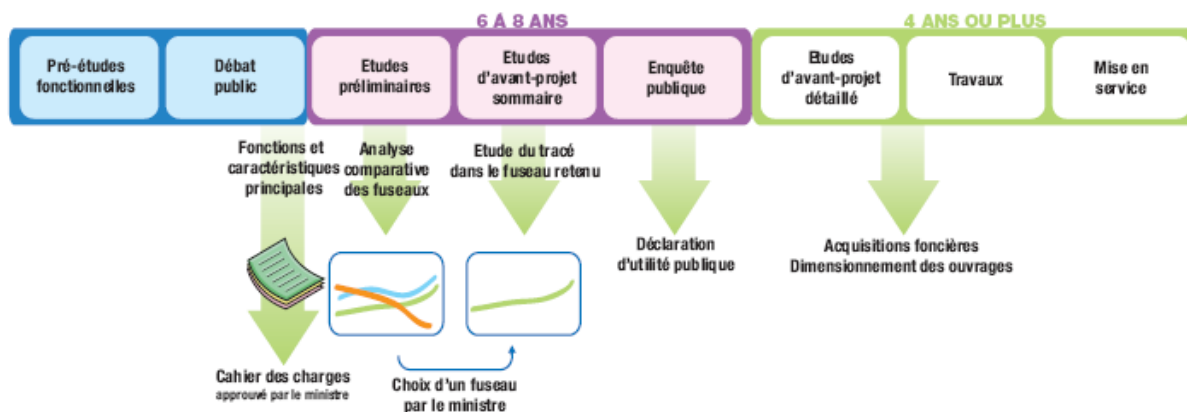 6 À 8 ANS
4 ANS OU PLUS
Pré-études
fonctionnelles
Débat
public
Etudes
préliminaires
Etudes
d'avant-projet
sommaire
Enquête
publique
Etudes
d'avant-projet
détaillé
Travaux
Mise en
service
Fonctions et
caractéristiques
principales
Analyse
comparative
des fuseaux
Etude du tracé
dans le fuseau retenu
Déclaration
d'utilité publique
Acquisitions foncières
Dimensionnement des ouvrages
Cahier des charges
approuvé par le ministre
Choix d'un fuseau
par le ministre